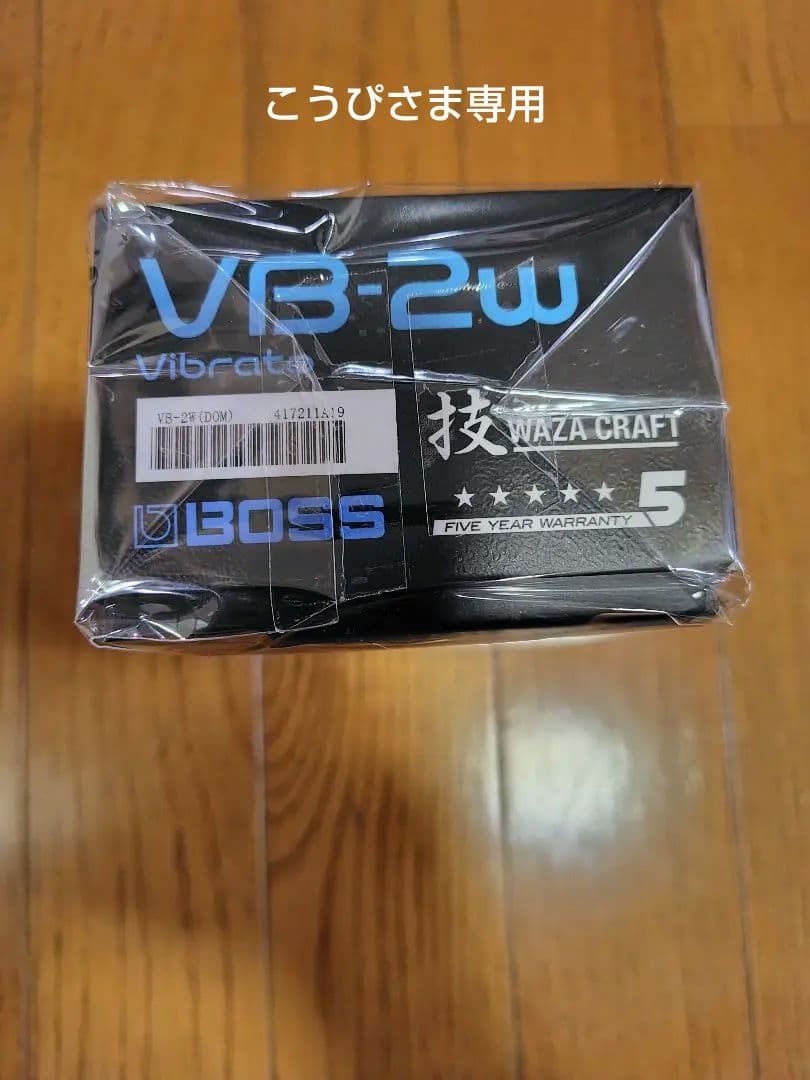 こうぴさま専用
VB-2w
Vibrato
VB-2W(DOM) 417211A19
技 WAZA CRAFT
BOSS
5
FIVE YEAR WARRANTY